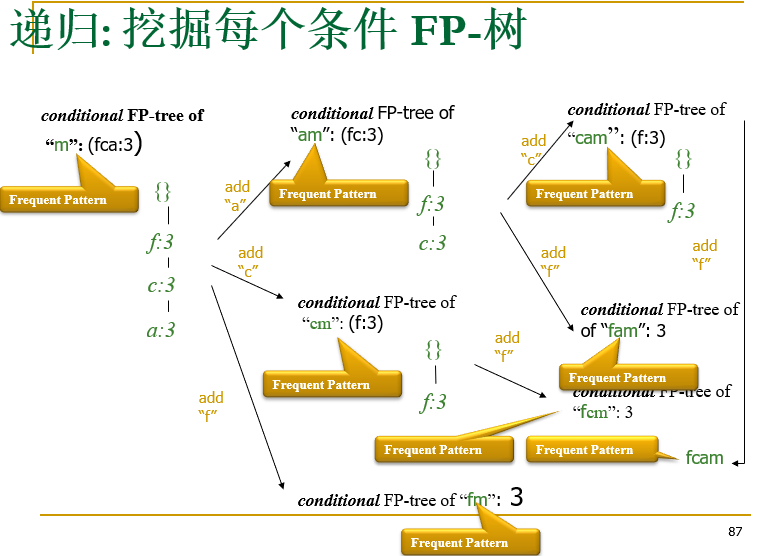 递归: 挖掘每个条件 FP-树
conditional FP-tree of
“m”: (fca:3)
Frequent Pattern
{}
f:3
c:3
a:3
add
“a”
add
“c”
add
“f”
conditional FP-tree of
“am”: (fc:3)
Frequent Pattern
{}
f:3
c:3
conditional FP-tree of
“cm”: (f:3)
Frequent Pattern
{}
f:3
add
“c”
add
“f”
add
“f”
conditional FP-tree of
“cam”: (f:3)
Frequent Pattern
{}
f:3
add
“f”
conditional FP-tree of
of “fam”: 3
Frequent Pattern
conditional FP-tree of
“fcm”: 3
Frequent Pattern
Frequent Pattern
fcam
conditional FP-tree of “fm”: 3
Frequent Pattern
87